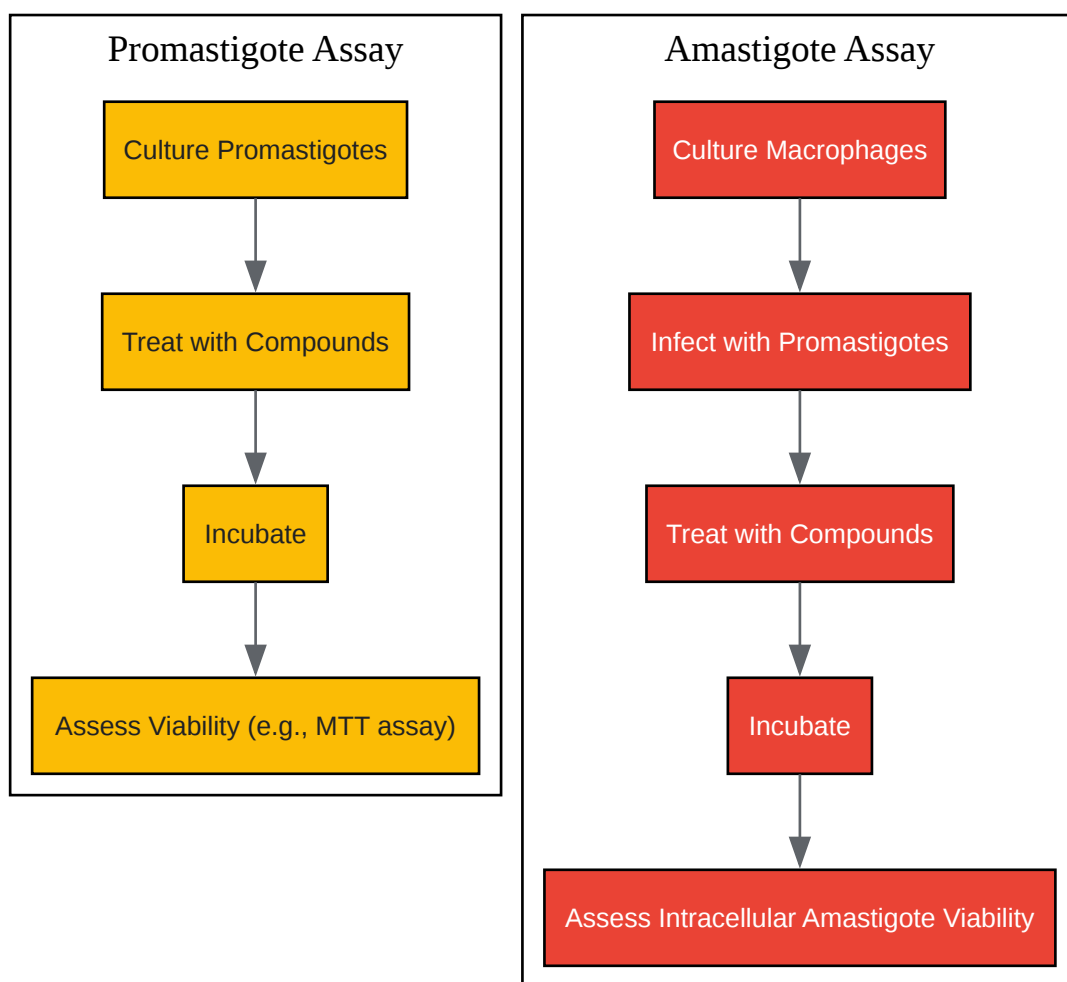 Promastigote Assay
Culture Promastigotes
Treat with Compounds
Incubate
Assess Viability (e.g., MTT assay)
Amastigote Assay
Culture Macrophages
Infect with Promastigotes
Treat with Compounds
Incubate
Assess Intracellular Amastigote Viability